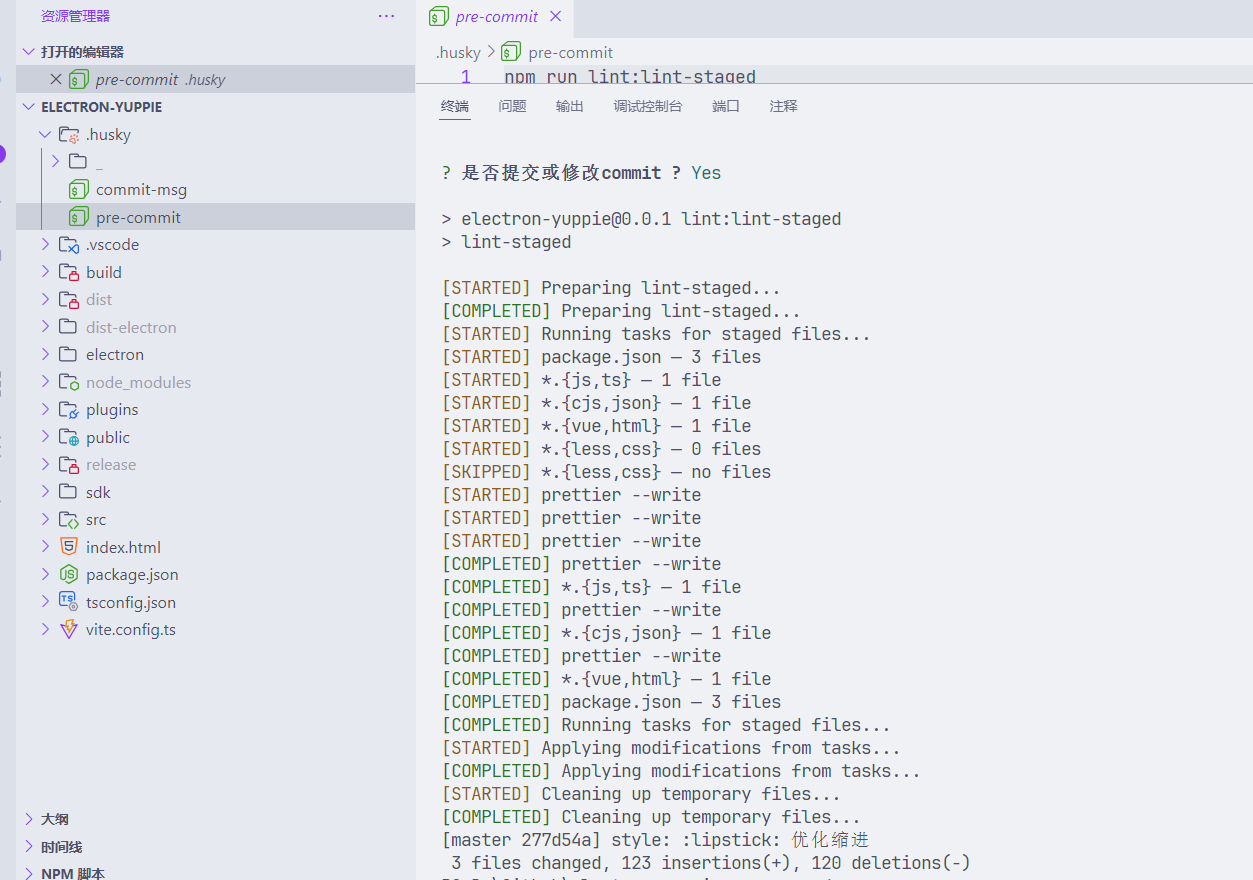 资源管理器
打开的编辑器
pre-commit .husky
ELECTRON-YUPPIE
.husky
_
commit-msg
pre-commit
.vscode
build
dist
dist-electron
electron
node_modules
plugins
public
release
sdk
src
index.html
package.json
tsconfig.json
vite.config.ts
大纲
时间线
NPM 脚本
pre-commit
.husky > pre-commit
1 npm run lint:lint-staged
终端 问题 输出 调试控制台 端口 注释
? 是否提交或修改commit ? Yes
> electron-yuppie@0.0.1 lint:lint-staged
> lint-staged
[STARTED] Preparing lint-staged...
[COMPLETED] Preparing lint-staged...
[STARTED] Running tasks for staged files...
[STARTED] package.json — 3 files
[STARTED] *.{js,ts} — 1 file
[STARTED] *.{cjs,json} — 1 file
[STARTED] *.{vue,html} — 1 file
[STARTED] *.{less,css} — 0 files
[SKIPPED] *.{less,css} — no files
[STARTED] prettier --write
[STARTED] prettier --write
[STARTED] prettier --write
[COMPLETED] prettier --write
[COMPLETED] *.{js,ts} — 1 file
[COMPLETED] prettier --write
[COMPLETED] *.{cjs,json} — 1 file
[COMPLETED] prettier --write
[COMPLETED] *.{vue,html} — 1 file
[COMPLETED] package.json — 3 files
[COMPLETED] Running tasks for staged files...
[STARTED] Applying modifications from tasks...
[COMPLETED] Applying modifications from tasks...
[STARTED] Cleaning up temporary files...
[COMPLETED] Cleaning up temporary files...
[master 277d54a] style: :lipstick: 优化缩进
3 files changed, 123 insertions(+), 120 deletions(-)